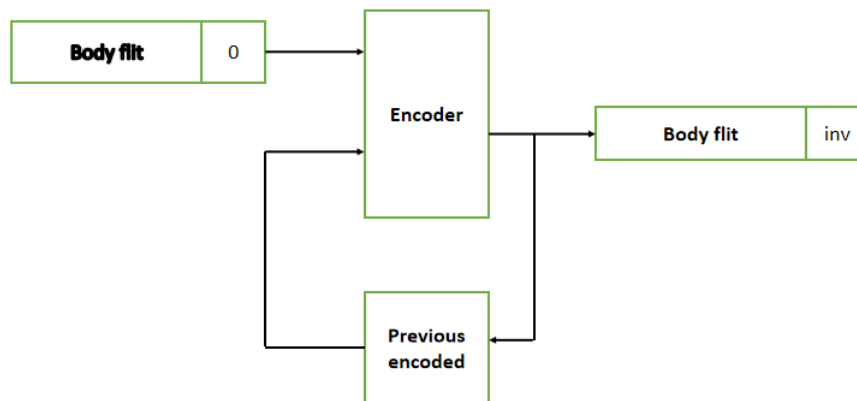 Body flit
0
Encoder
Body flit
inv
Previous
encoded